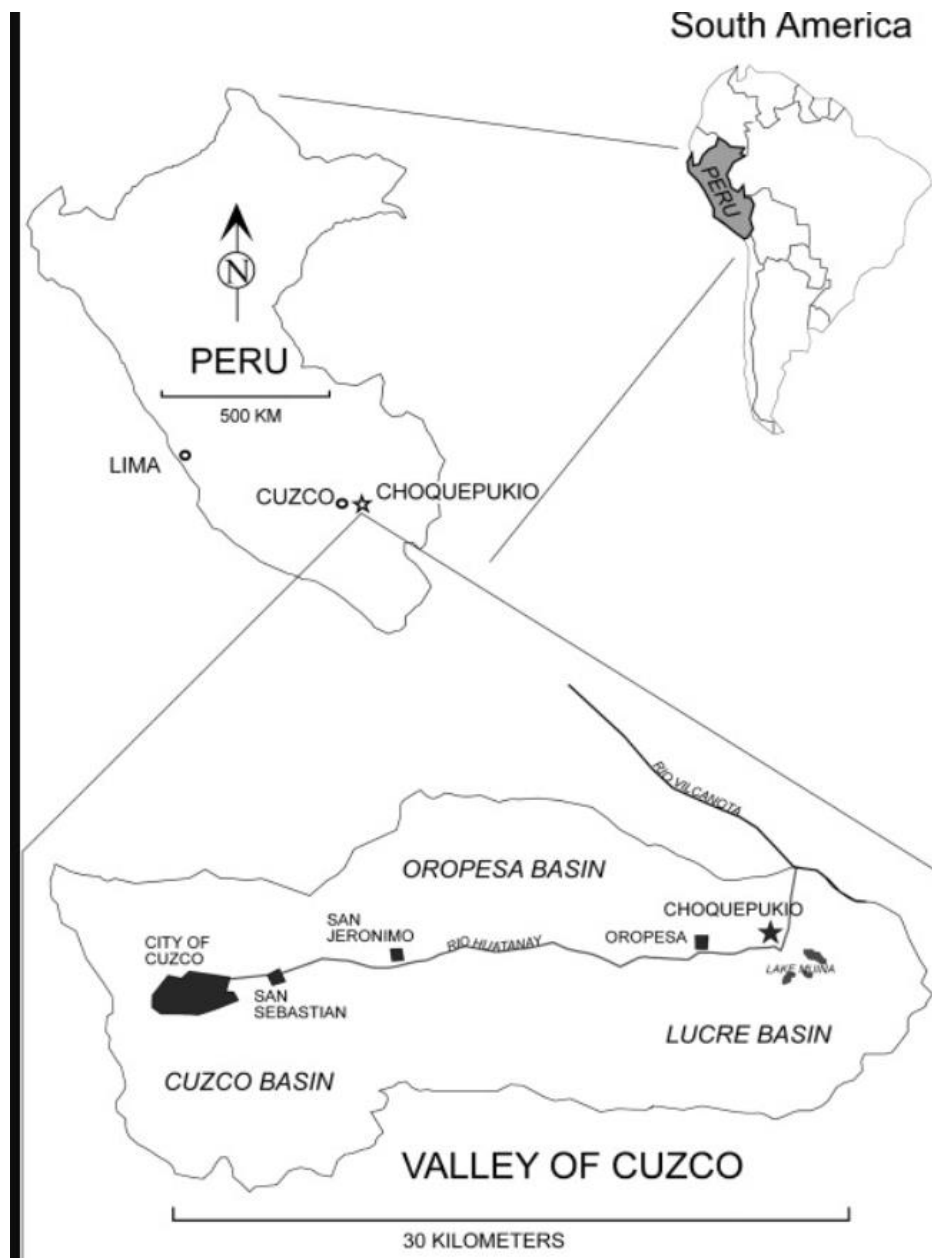 South America
PERU
N
PERU
500 KM
LIMA
CUZCO
CHOQUEPUKIO
RIO VILCANOTA
OROPESA BASIN
CHOQUEPUKIO
SAN
JERONIMO
RIO HUATANAY
OROPESA
CITY OF
CUZCO
LAKE MUINA
SAN
SEBASTIAN
LUCRE BASIN
CUZCO BASIN
VALLEY OF CUZCO
30 KILOMETERS